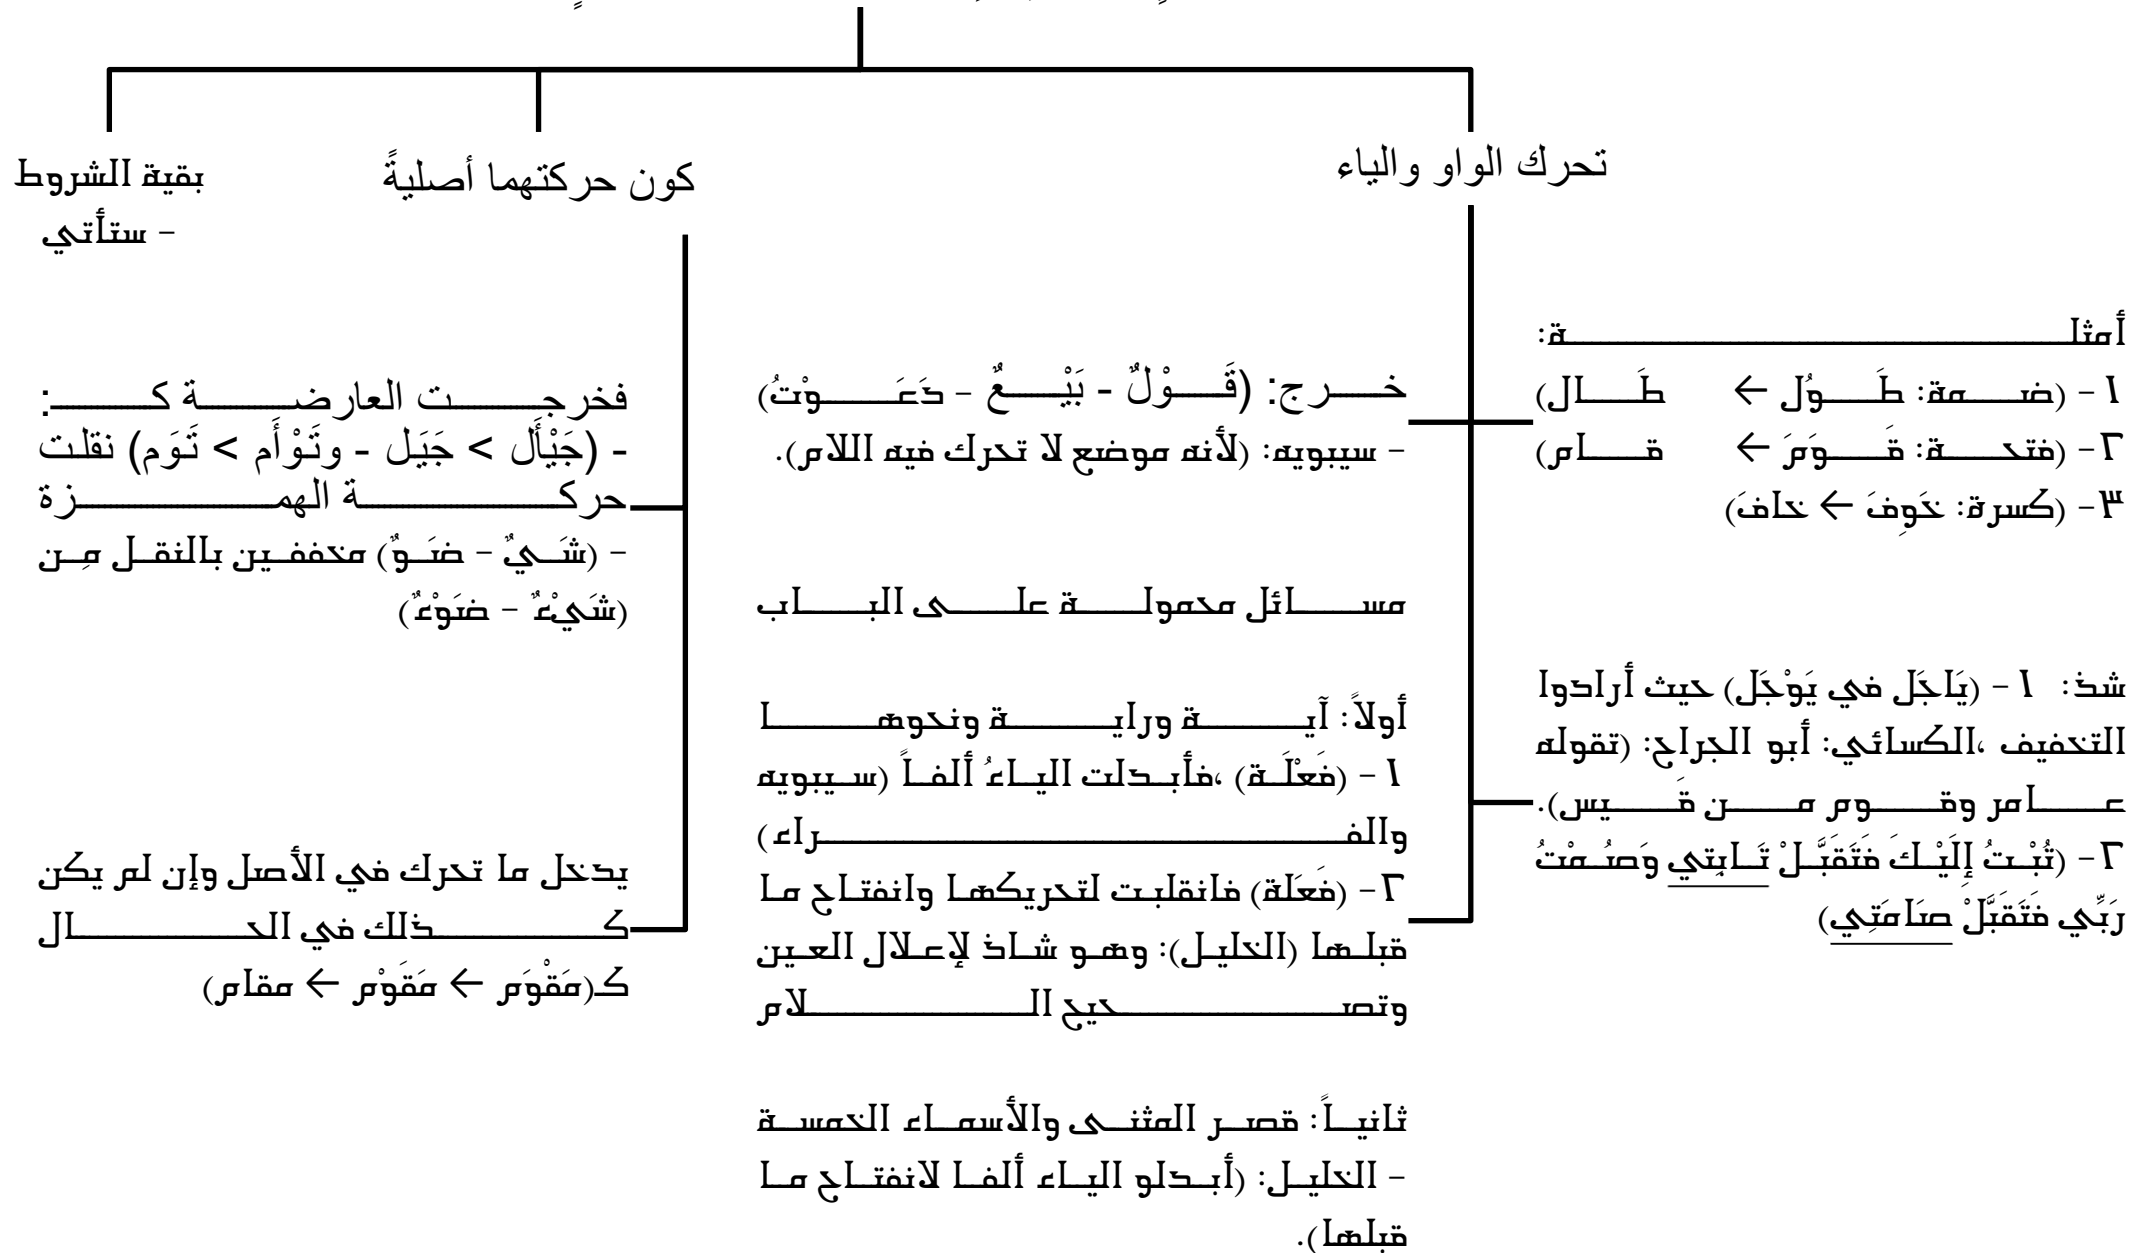 تحرك الواو والياء
أمثلة:
١- (ضمة: طَوُل ← طَال)
٢- (فتحة: قَوَمَ ← قام)
٣- (كسرة: خَوِفَ ← خافَ)
شذ: ١- (يَاجَل في يَوْجَل) حيث أرادوا
التخفيف ،الكسائي: أبو الجراح: (تقوله
عامر وقوم من قَيس).
٢- (تُبْتُ إِلَيْكَ فَتَقَبَّلْ تَابِتِي وَصُمْتُ
رَبِّي فَتَقَبَّلْ صَامَتِي)
خرج: (قَوْلٌ - بَيْعٌ - دَعَوْتُ)
- سيبويه: (لأنه موضع لا تحرك فيه اللام).
مسائل محمولة على الباب
أولاً: آية وراية ونحوها
١- (فَعْلَة) ،فأبدلت الياءُ ألفاً (سيبويه
والفراء)
٢- (فَعَلة) فانقلبت لتحريكها وانفتاح ما
قبلها (الخليل): وهو شاذ لإعلال العين
وتصحيح اللام
ثانياً: قصر المثنى والأسماء الخمسة
- الخليل: (أبدلو الياء ألفا لانفتاح ما
قبلها).
كون حركتهما أصليةً
فخرجت العارضة كـ:
- (جَيْأَل > جَيَل - وتَوْأَم > تَوَم) نقلت
حركة الهمزة
- (شَيٌ - ضَوٌ) مخففين بالنقل مِن
(شَيْءٌ - ضَوْءٌ)
يدخل ما تحرك في الأصل وإن لم يكن
كذلك في الحال
كـ(مَقْوَم ← مَقَوْم ← مقام)
بقية الشروط
- ستأتي